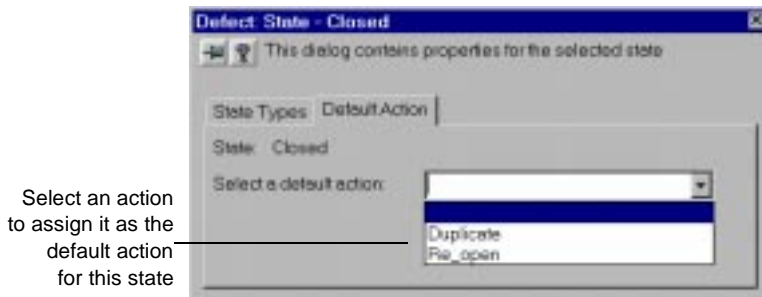 Defect: State - Closed
This dialog contains properties for the selected state
State Types Default Action
State: Closed
Select a default action:
Duplicate
Re_open
Select an action
to assign it as the
default action
for this state